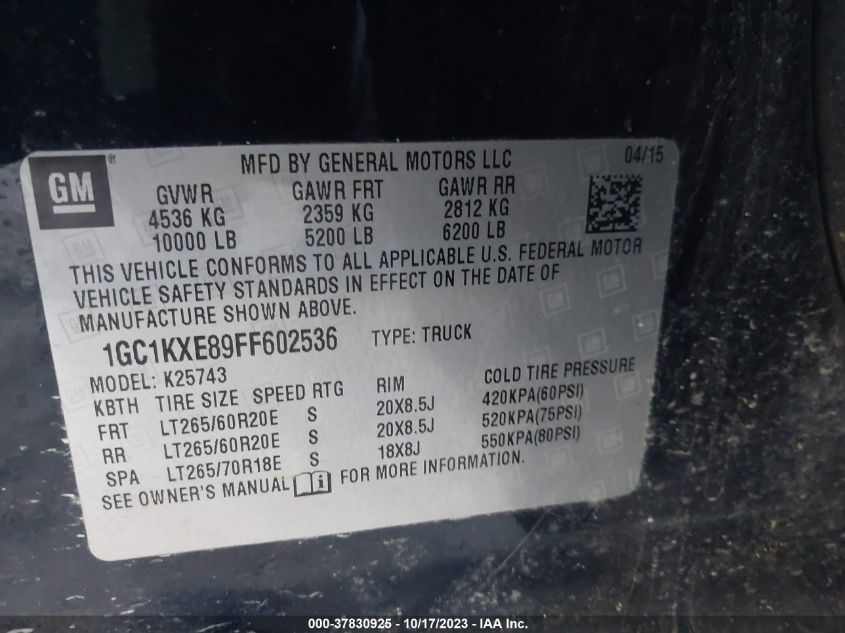 GM ®
MFD BY GENERAL MOTORS LLC 04/15
GVWR GAWR FRT GAWR RR
4536 KG 2359 KG 2812 KG
10000 LB 5200 LB 6200 LB
THIS VEHICLE CONFORMS TO ALL APPLICABLE U.S. FEDERAL MOTOR
VEHICLE SAFETY STANDARDS IN EFFECT ON THE DATE OF
MANUFACTURE SHOWN ABOVE.
1GC1KXE89FF602536 TYPE: TRUCK
MODEL: K25743
KBTH TIRE SIZE SPEED RTG RIM COLD TIRE PRESSURE
FRT LT265/60R20E S 20X8.5J 420KPA(60PSI)
RR LT265/60R20E S 20X8.5J 520KPA(75PSI)
SPA LT265/70R18E S 18X8J 550KPA(80PSI)
SEE OWNER'S MANUAL FOR MORE INFORMATION.
000-37830925 - 10/17/2023 - IAA Inc.